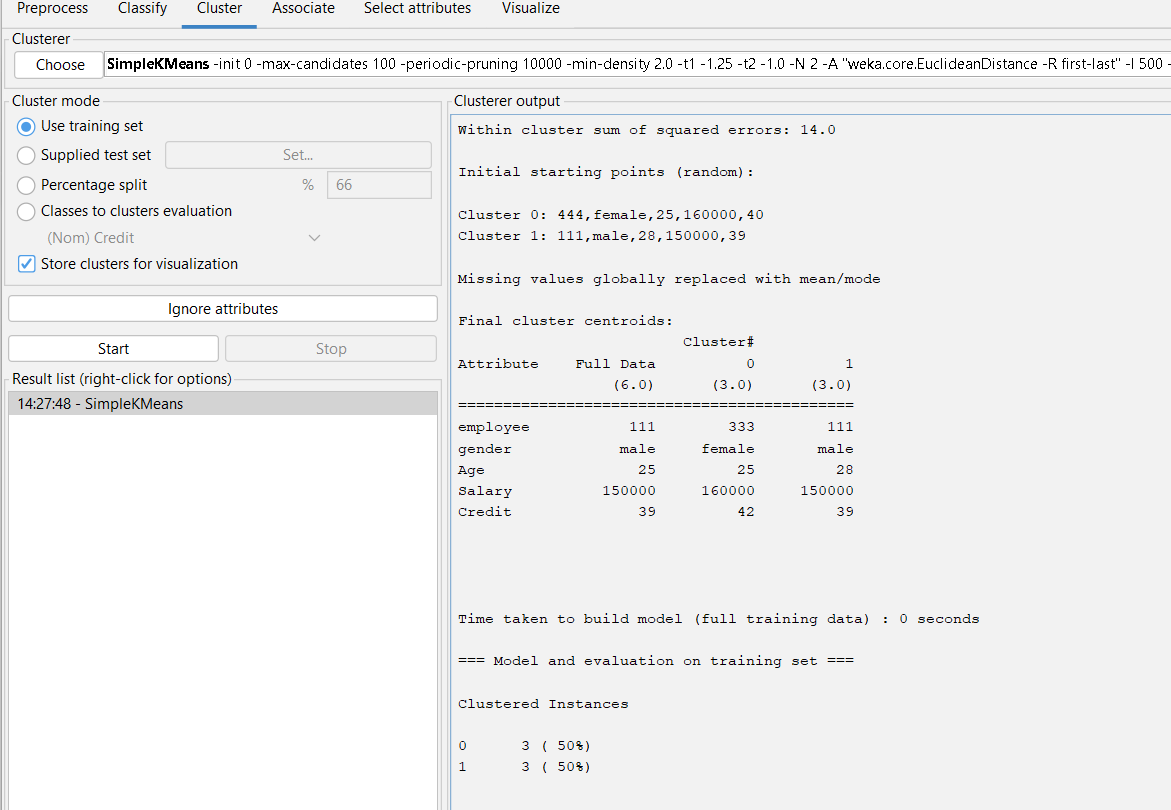 Preprocess Classify Cluster Associate Select attributes Visualize
Clusterer
Choose SimpleKMeans -init 0 -max-candidates 100 -periodic-pruning 10000 -min-density 2.0 -t1 -1.25 -t2 -1.0 -N 2 -A "weka.core.EuclideanDistance -R first-last" -I 500 -
Cluster mode
Use training set
Supplied test set Set...
Percentage split % 66
Classes to clusters evaluation
(Nom) Credit
Store clusters for visualization
Ignore attributes
Start Stop
Result list (right-click for options)
14:27:48 - SimpleKMeans
Clusterer output
Within cluster sum of squared errors: 14.0
Initial starting points (random):
Cluster 0: 444,female,25,160000,40
Cluster 1: 111,male,28,150000,39
Missing values globally replaced with mean/mode
Final cluster centroids:
Cluster#
Attribute Full Data 0 1
(6.0) (3.0) (3.0)
============================================
employee 111 333 111
gender male female male
Age 25 25 28
Salary 150000 160000 150000
Credit 39 42 39
Time taken to build model (full training data) : 0 seconds
=== Model and evaluation on training set ===
Clustered Instances
0 3 ( 50%)
1 3 ( 50%)